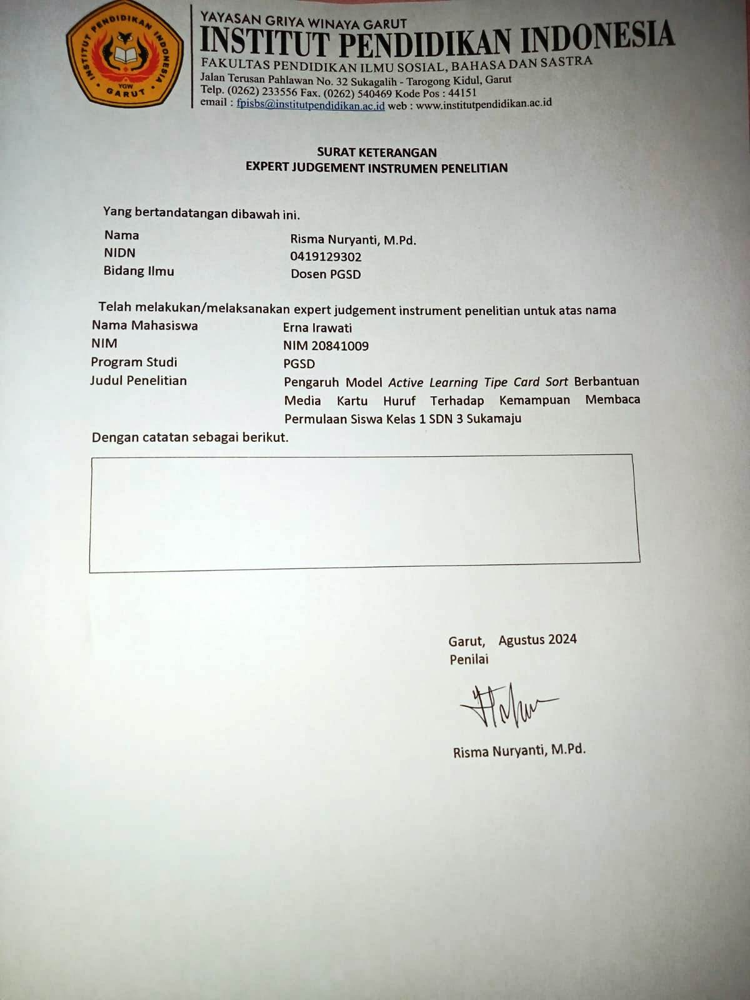 INSTITUT PENDIDIKAN INDONESIA
YGW
GARUT
YAYASAN GRIYA WINAYA GARUT
INSTITUT PENDIDIKAN INDONESIA
FAKULTAS PENDIDIKAN ILMU SOSIAL, BAHASA DAN SASTRA
Jalan Terusan Pahlawan No. 32 Sukagalih - Tarogong Kidul, Garut
Telp. (0262) 233556 Fax. (0262) 540469 Kode Pos : 44151
email : fpisbs@institutpendidikan.ac.id web : www.institutpendidikan.ac.id
SURAT KETERANGAN
EXPERT JUDGEMENT INSTRUMEN PENELITIAN
Yang bertandatangan dibawah ini.
Nama Risma Nuryanti, M.Pd.
NIDN 0419129302
Bidang Ilmu Dosen PGSD
Telah melakukan/melaksanakan expert judgement instrument penelitian untuk atas nama
Nama Mahasiswa Erna Irawati
NIM NIM 20841009
Program Studi PGSD
Judul Penelitian Pengaruh Model Active Learning Tipe Card Sort Berbantuan
Media Kartu Huruf Terhadap Kemampuan Membaca
Permulaan Siswa Kelas 1 SDN 3 Sukamaju
Dengan catatan sebagai berikut.
Garut, Agustus 2024
Penilai
Risma Nuryanti, M.Pd.